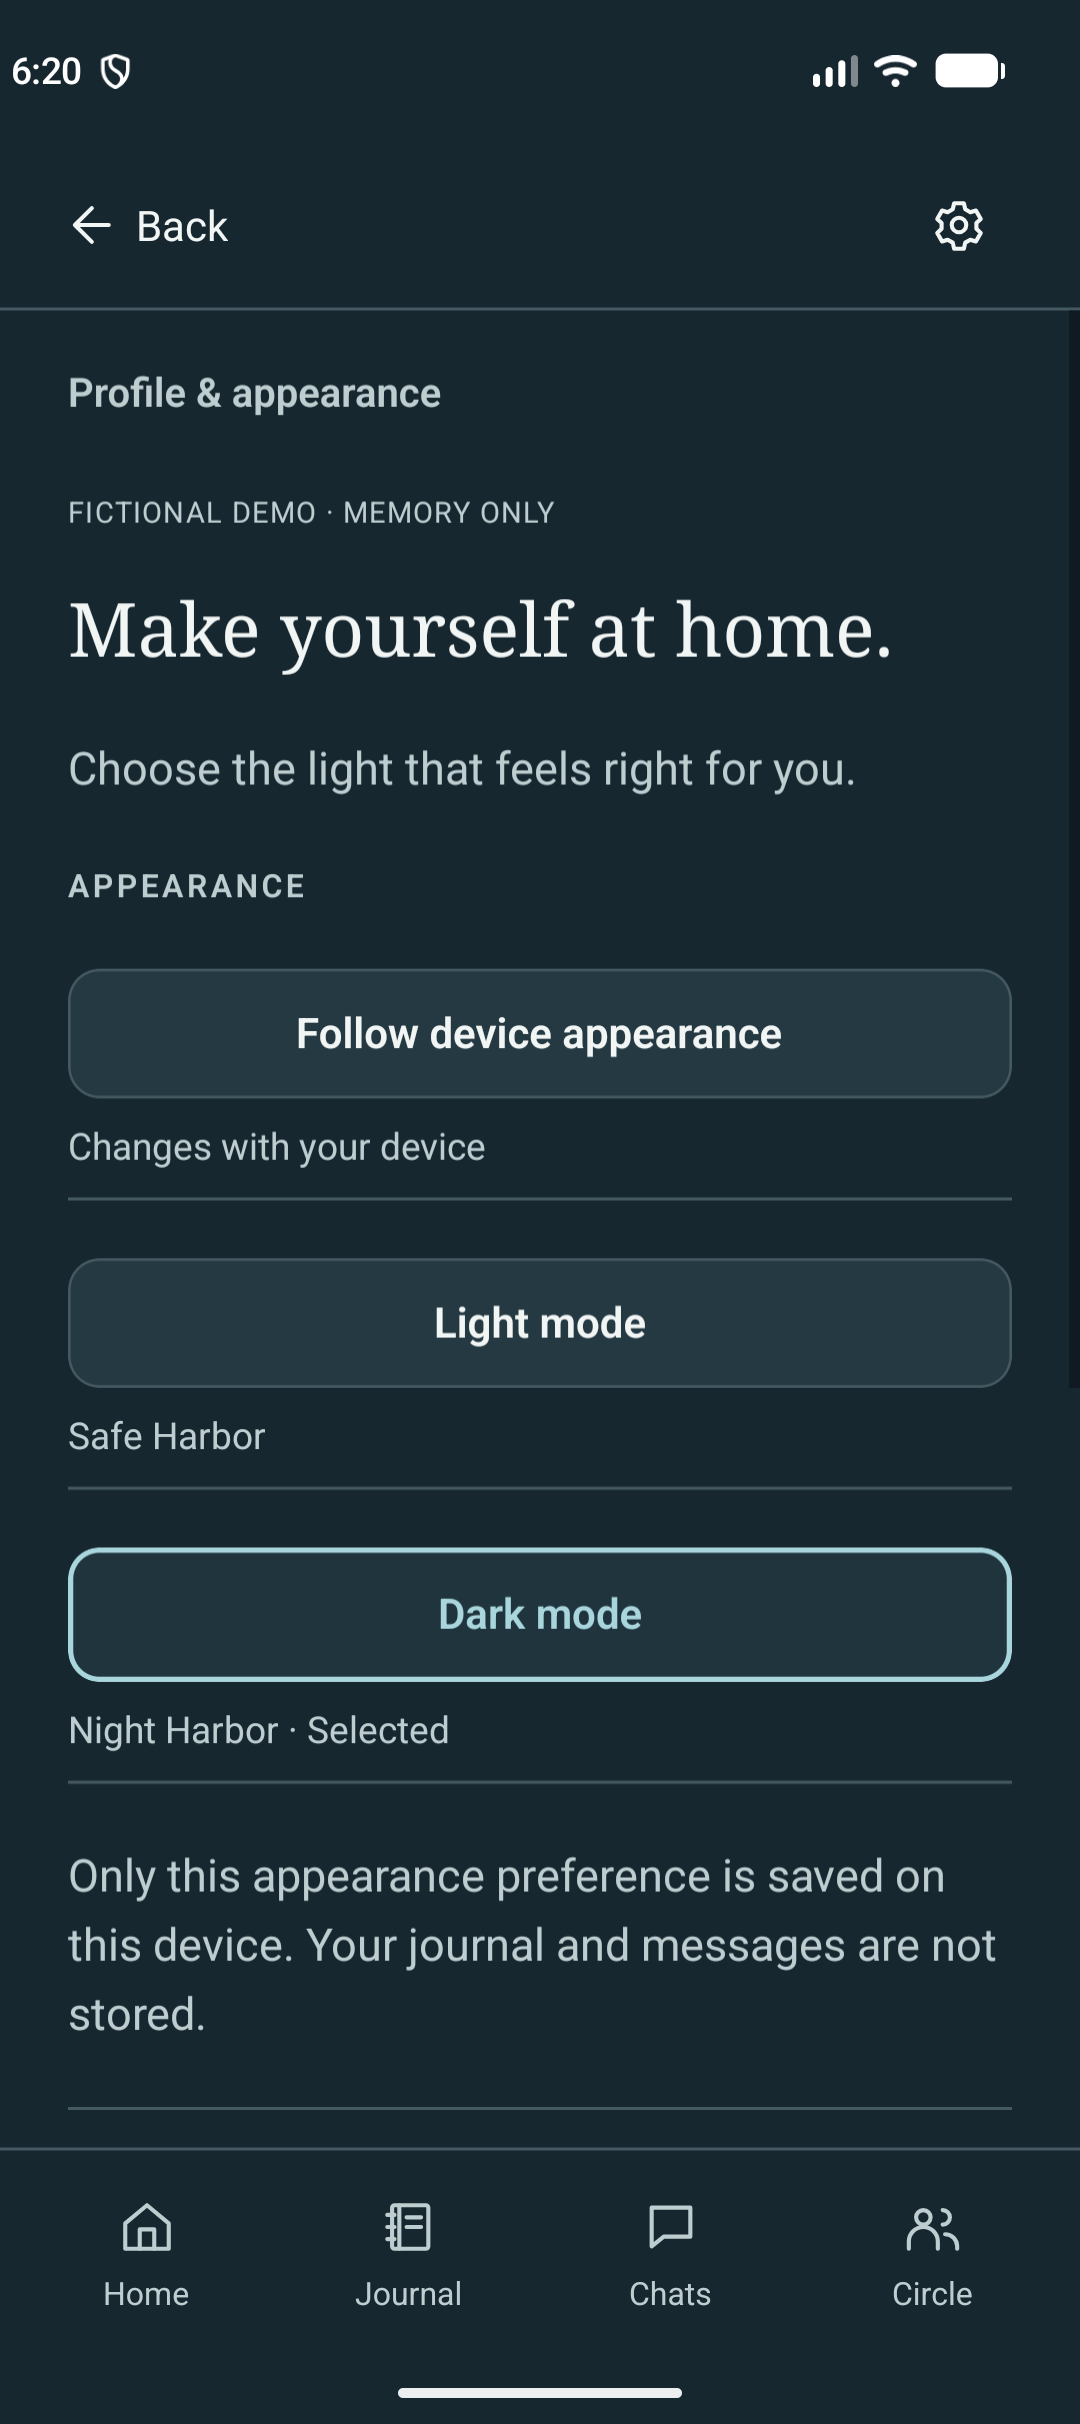 6:20
Back
Profile & appearance
FICTIONAL DEMO · MEMORY ONLY
Make yourself at home.
Choose the light that feels right for you.
APPEARANCE
Follow device appearance
Changes with your device
Light mode
Safe Harbor
Dark mode
Night Harbor · Selected
Only this appearance preference is saved on
this device. Your journal and messages are not
stored.
Home
Journal
Chats
Circle